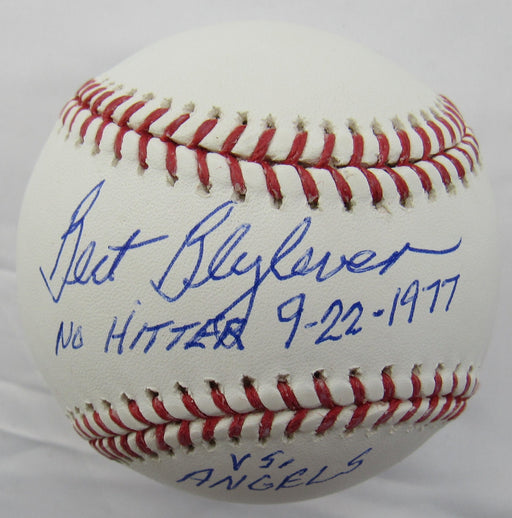 Bert Blyleven
NO HITTER 9-22-1977
VS.
ANGELS